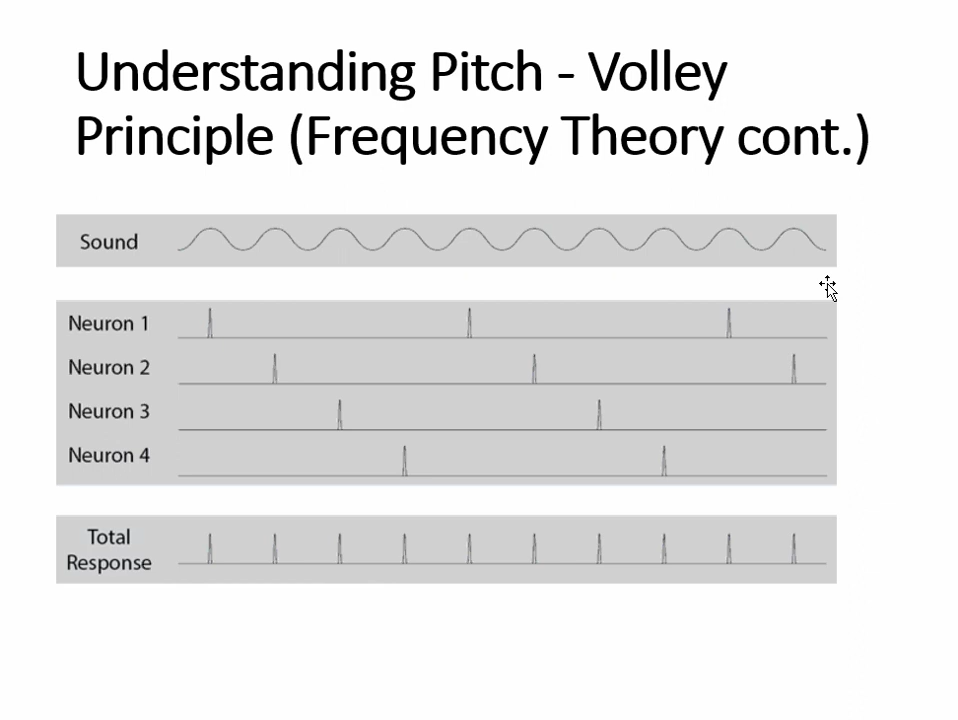 Understanding Pitch - Volley
Principle (Frequency Theory cont.)
Sound
Neuron 1
Neuron 2
Neuron 3
Neuron 4
Total
Response